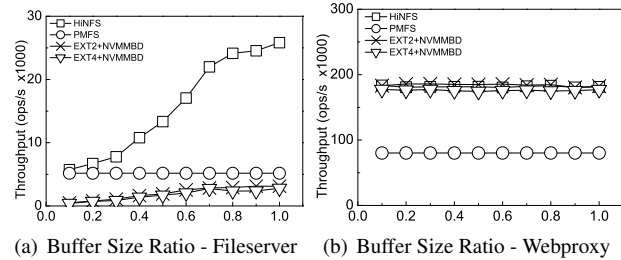 HiNFS
PMFS
EXT2+NVMMBD
EXT4+NVMMBD
Throughput (ops/s x1000)
30
20
10
0
0.0 0.2 0.4 0.6 0.8 1.0
(a) Buffer Size Ratio - Fileserver
HiNFS
PMFS
EXT2+NVMMBD
EXT4+NVMMBD
Throughput (ops/s x1000)
300
200
100
0
0.0 0.2 0.4 0.6 0.8 1.0
(b) Buffer Size Ratio - Webproxy